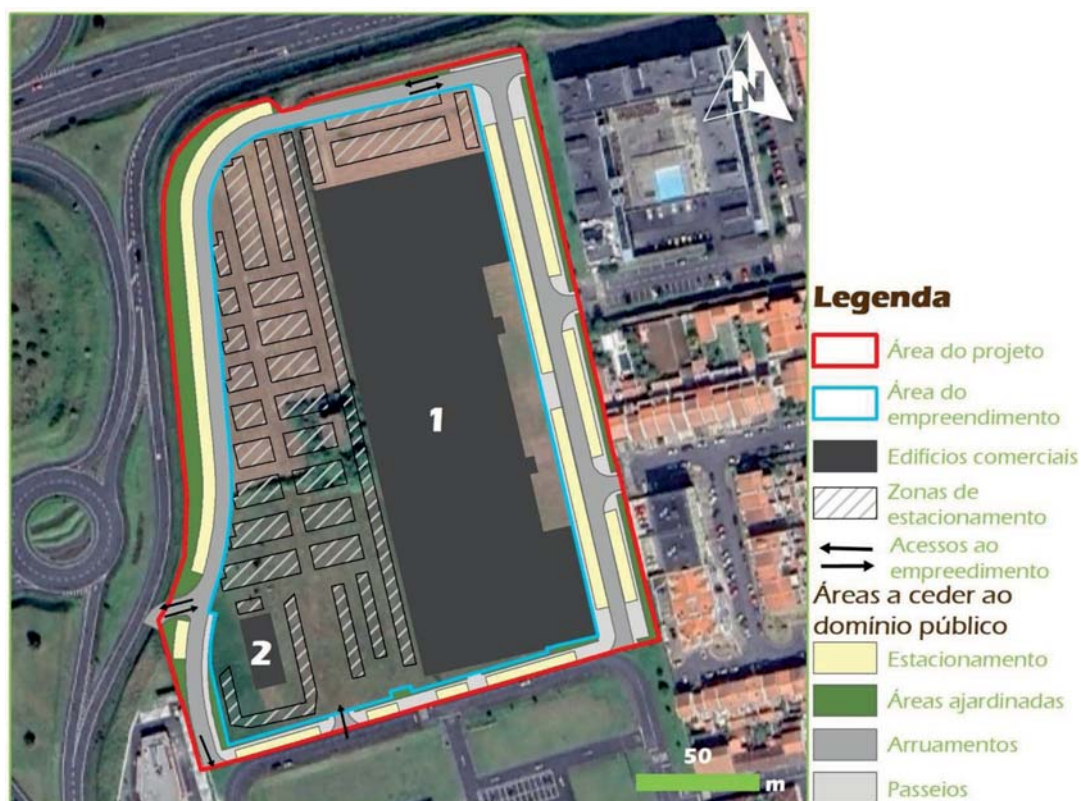 N
1
2
50
m
Legenda
Área do projeto
Área do
empreendimento
Edifícios comerciais
Zonas de
estacionamento
Acessos ao
empreedimento
Áreas a ceder ao
domínio público
Estacionamento
Áreas ajardinadas
Arruamentos
Passeios